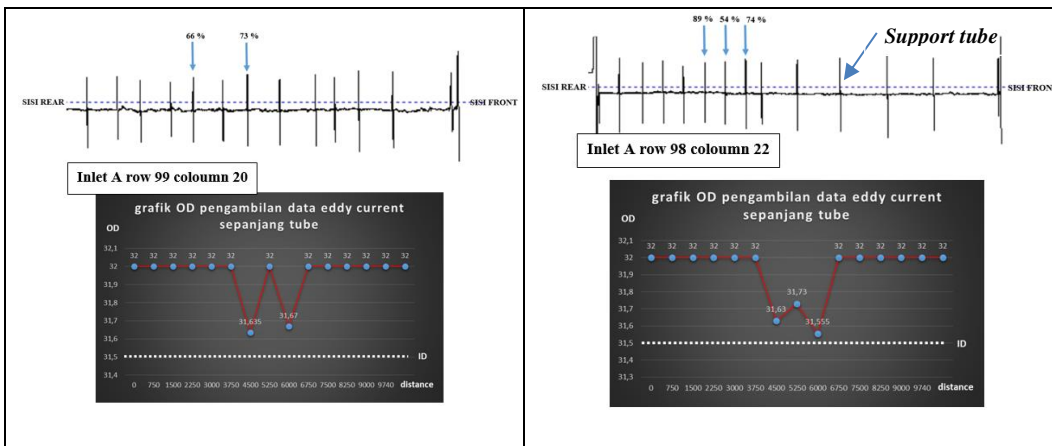 66 % 73 %
SISI REAR SISI FRONT
Inlet A row 99 coloumn 20
grafik OD pengambilan data eddy current
sepanjang tube
OD
32,1
32
31,9
31,8
31,7
31,6
31,5
31,4
32 32 32 32 32 32 31,635 32 31,67 32 32 32 32 32 32
ID
0 750 1500 2250 3000 3750 4500 5250 6000 6750 7500 8250 9000 9740 distance
89 % 54 % 74 %
Support tube
SISI REAR SISI FRONT
Inlet A row 98 coloumn 22
grafik OD pengambilan data eddy current
sepanjang tube
OD
32,1
32
31,9
31,8
31,7
31,6
31,5
31,4
31,3
32 32 32 32 32 32 31,63 31,73 31,555 32 32 32 32 32 32
ID
0 750 1500 2250 3000 3750 4500 5250 6000 6750 7500 8250 9000 9740 distance